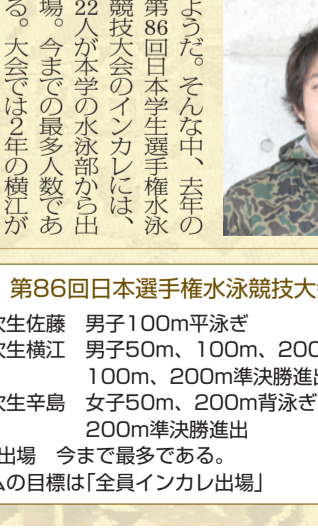 ようだ。そんな中、去年の
第86回日本学生選手権水泳
競技大会のインカレには、
22人が本学の水泳部から出
場。今までの最多人数であ
る。大会では2年の横江が
第86回日本選手権水泳競技大
次生佐藤 男子100m平泳ぎ
次生横江 男子50m、100m、200
100m、200m準決勝進出
次生辛島 女子50m、200m背泳ぎ
200m準決勝進出
出場 今まで最多である。
ムの目標は「全員インカレ出場」